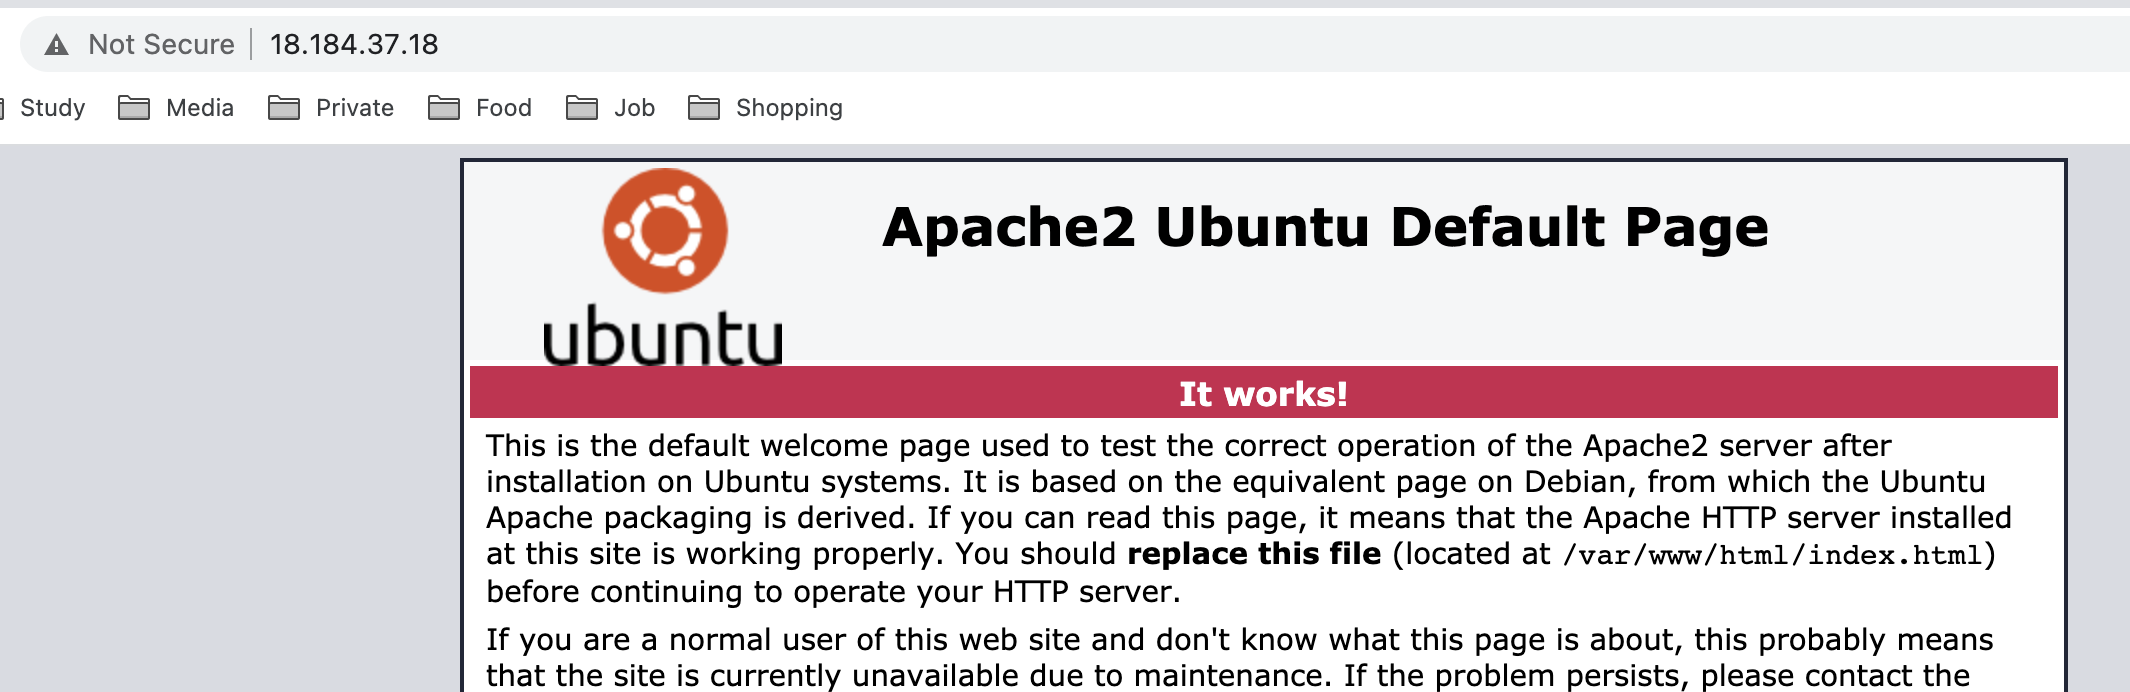 Not Secure 18.184.37.18
Study Media Private Food Job Shopping
ubuntu
Apache2 Ubuntu Default Page
It works!
This is the default welcome page used to test the correct operation of the Apache2 server after
installation on Ubuntu systems. It is based on the equivalent page on Debian, from which the Ubuntu
Apache packaging is derived. If you can read this page, it means that the Apache HTTP server installed
at this site is working properly. You should replace this file (located at /var/www/html/index.html)
before continuing to operate your HTTP server.
If you are a normal user of this web site and don't know what this page is about, this probably means
that the site is currently unavailable due to maintenance. If the problem persists, please contact the